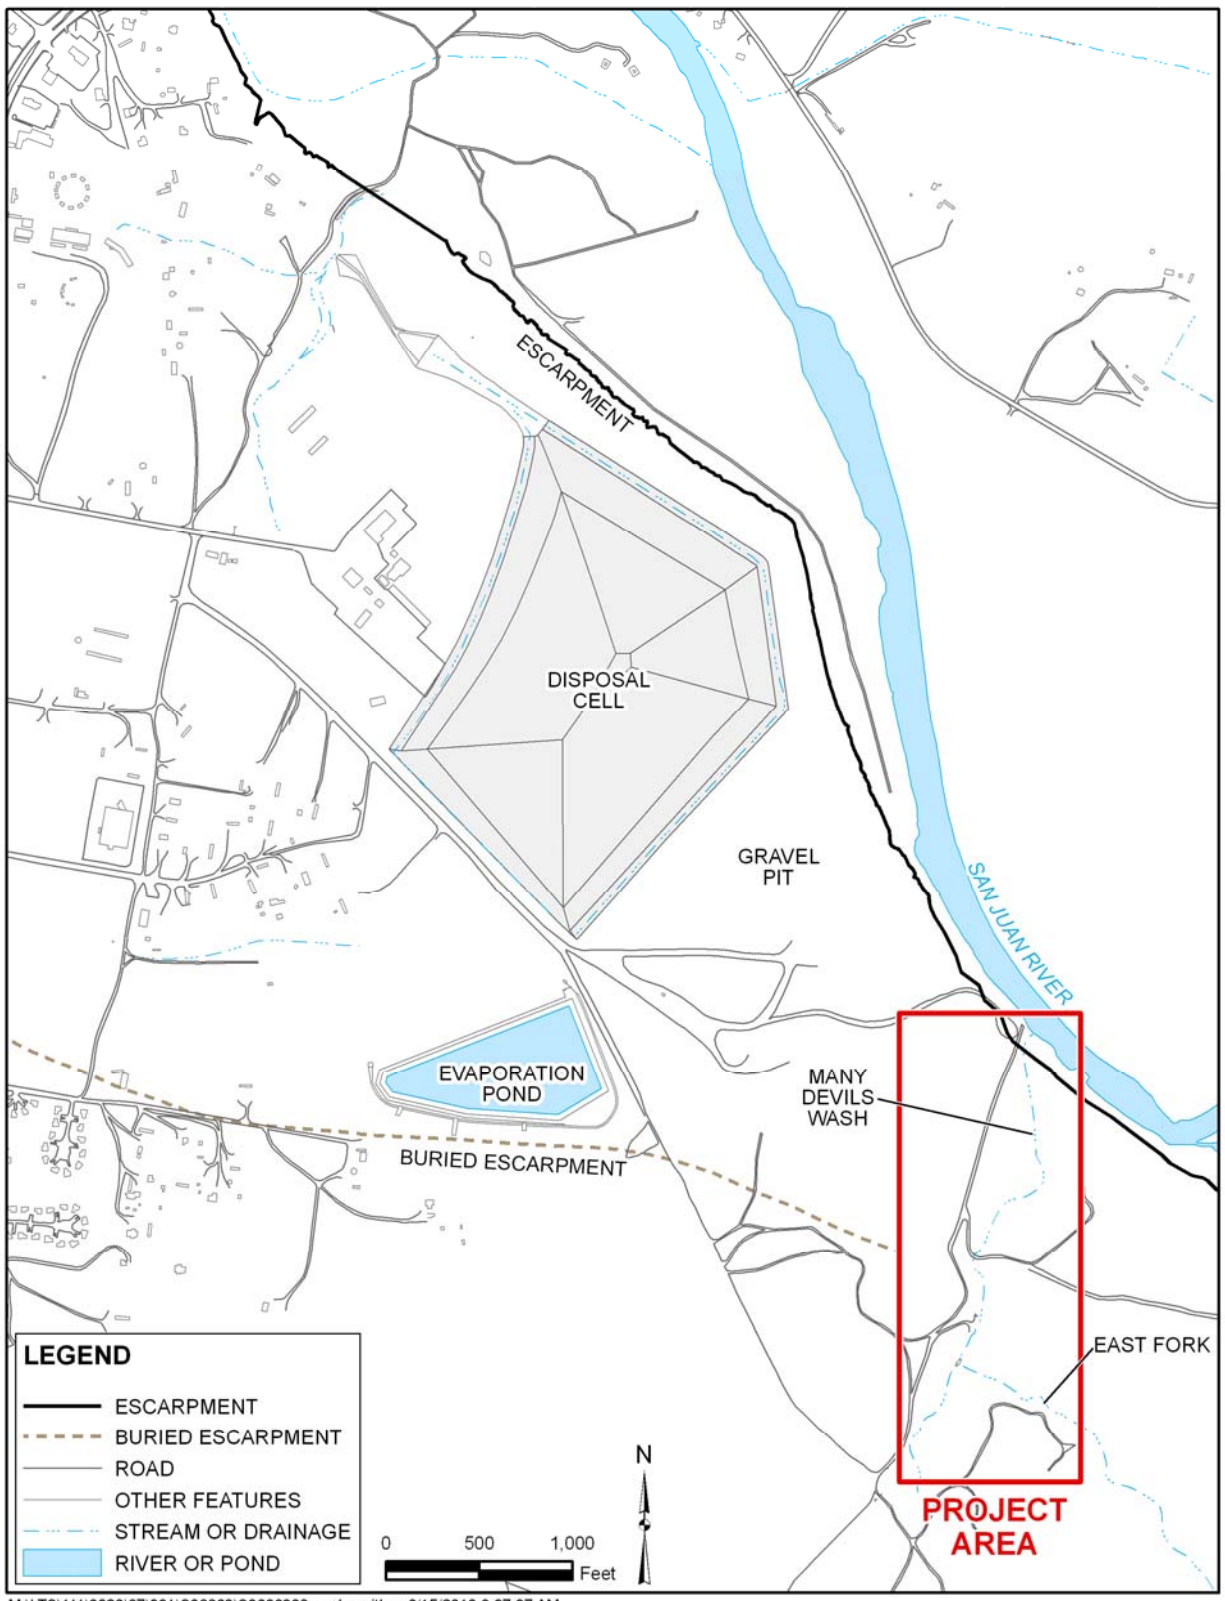 ESCARPMENT
DISPOSAL
CELL
GRAVEL
PIT
SAN JUAN RIVER
EVAPORATION
POND
MANY
DEVILS
WASH
BURIED ESCARPMENT
EAST FORK
PROJECT
AREA
LEGEND
ESCARPMENT
BURIED ESCARPMENT
ROAD
OTHER FEATURES
STREAM OR DRAINAGE
RIVER OR POND
N
0 500 1,000
Feet